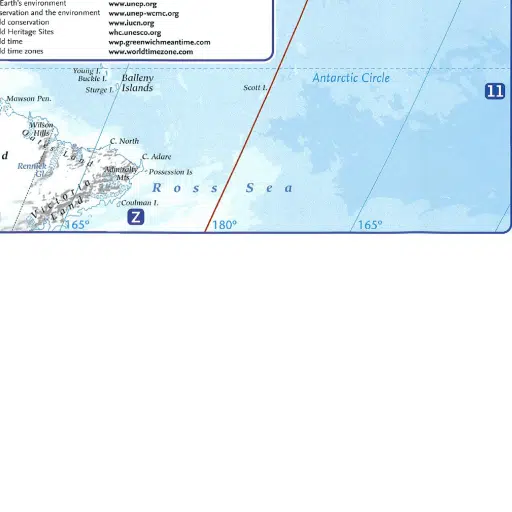 Earth's environment www.unep.org
servation and the environment www.unep-wcmc.org
ld conservation www.iucn.org
ld Heritage Sites whc.unesco.org
ld time wwp.greenwichmeantime.com
ld time zones www.worldtimezone.com
Young I.
Buckle I.
Sturge I.
Balleny
Islands
Scott I.
Antarctic Circle
11
Mawson Pen.
Wilson
Hills
Oates Land
C. North
d
Rennick
Gl.
C. Adare
Admiralty
Mts
Possession Is
Ross Sea
Victoria
Land
Coulman I.
Z
165°
180°
165°